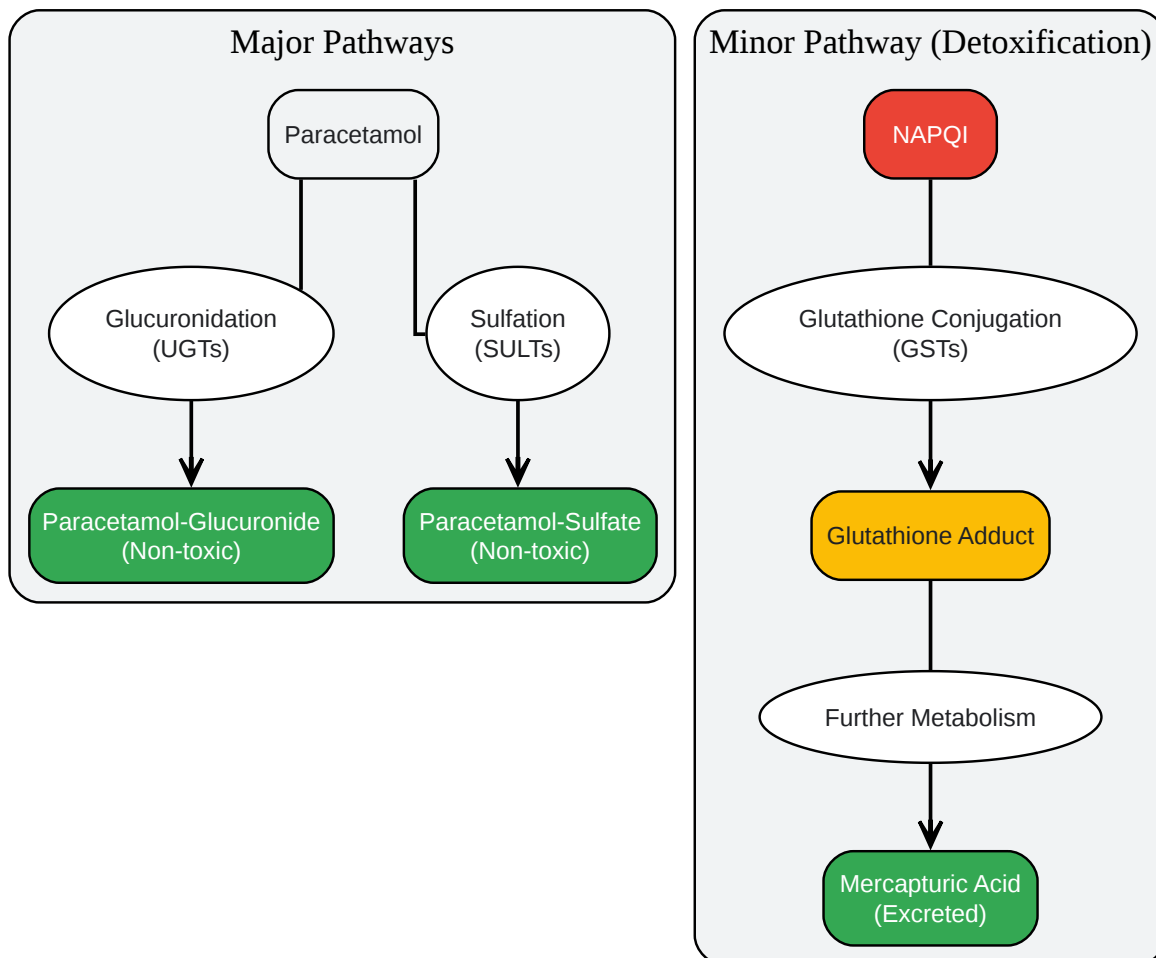 Major Pathways
Paracetamol
Glucuronidation
(UGTs)
Sulfation
(SULTs)
Paracetamol-Glucuronide
(Non-toxic)
Paracetamol-Sulfate
(Non-toxic)
Minor Pathway (Detoxification)
NAPQI
Glutathione Conjugation
(GSTs)
Glutathione Adduct
Further Metabolism
Mercapturic Acid
(Excreted)